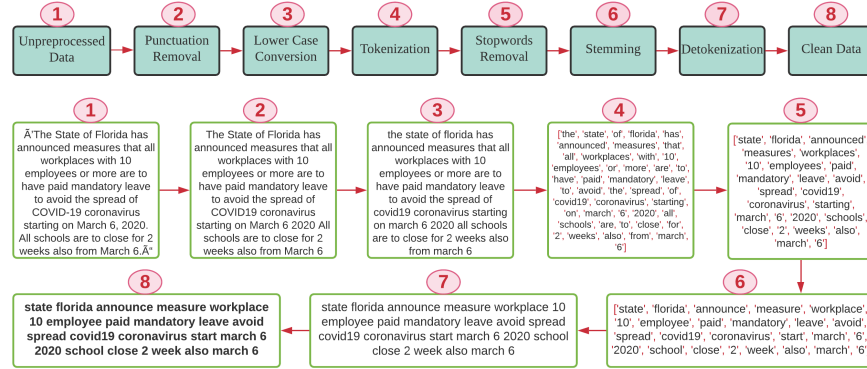 1 2 3 4 5 6 7 8
Unpreprocessed Data
Punctuation Removal
Lower Case Conversion
Tokenization
Stopwords Removal
Stemming
Detokenization
Clean Data
1
Ã'The State of Florida has
announced measures that all
workplaces with 10
employees or more are to
have paid mandatory leave
to avoid the spread of
COVID-19 coronavirus
starting on March 6, 2020.
All schools are to close for 2
weeks also from March 6.Ã"
2
The State of Florida has
announced measures that all
workplaces with 10
employees or more are to
have paid mandatory leave
to avoid the spread of
COVID19 coronavirus
starting on March 6 2020 All
schools are to close for 2
weeks also from March 6
3
the state of florida has
announced measures that all
workplaces with 10
employees or more are to
have paid mandatory leave
to avoid the spread of
covid19 coronavirus starting
on march 6 2020 all schools
are to close for 2 weeks also
from march 6
4
['the', 'state', 'of', 'florida', 'has',
'announced', 'measures', 'that',
'all', 'workplaces', 'with', '10',
'employees', 'or', 'more', 'are', 'to',
'have', 'paid', 'mandatory', 'leave',
'to', 'avoid', 'the', 'spread', 'of',
'covid19', 'coronavirus', 'starting',
'on', 'march', '6', '2020', 'all',
'schools', 'are', 'to', 'close', 'for',
'2', 'weeks', 'also', 'from', 'march',
'6']
5
['state', 'florida', 'announced',
'measures', 'workplaces',
'10', 'employees', 'paid',
'mandatory', 'leave', 'avoid',
'spread', 'covid19',
'coronavirus', 'starting',
'march', '6', '2020', 'schools',
'close', '2', 'weeks', 'also',
'march', '6']
8
state florida announce measure workplace
10 employee paid mandatory leave avoid
spread covid19 coronavirus start march 6
2020 school close 2 week also march 6
7
state florida announce measure workplace 10
employee paid mandatory leave avoid spread
covid19 coronavirus start march 6 2020 school
close 2 week also march 6
6
['state', 'florida', 'announce', 'measure', 'workplace',
'10', 'employee', 'paid', 'mandatory', 'leave', 'avoid',
'spread', 'covid19', 'coronavirus', 'start', 'march', '6',
'2020', 'school', 'close', '2', 'week', 'also', 'march', '6'